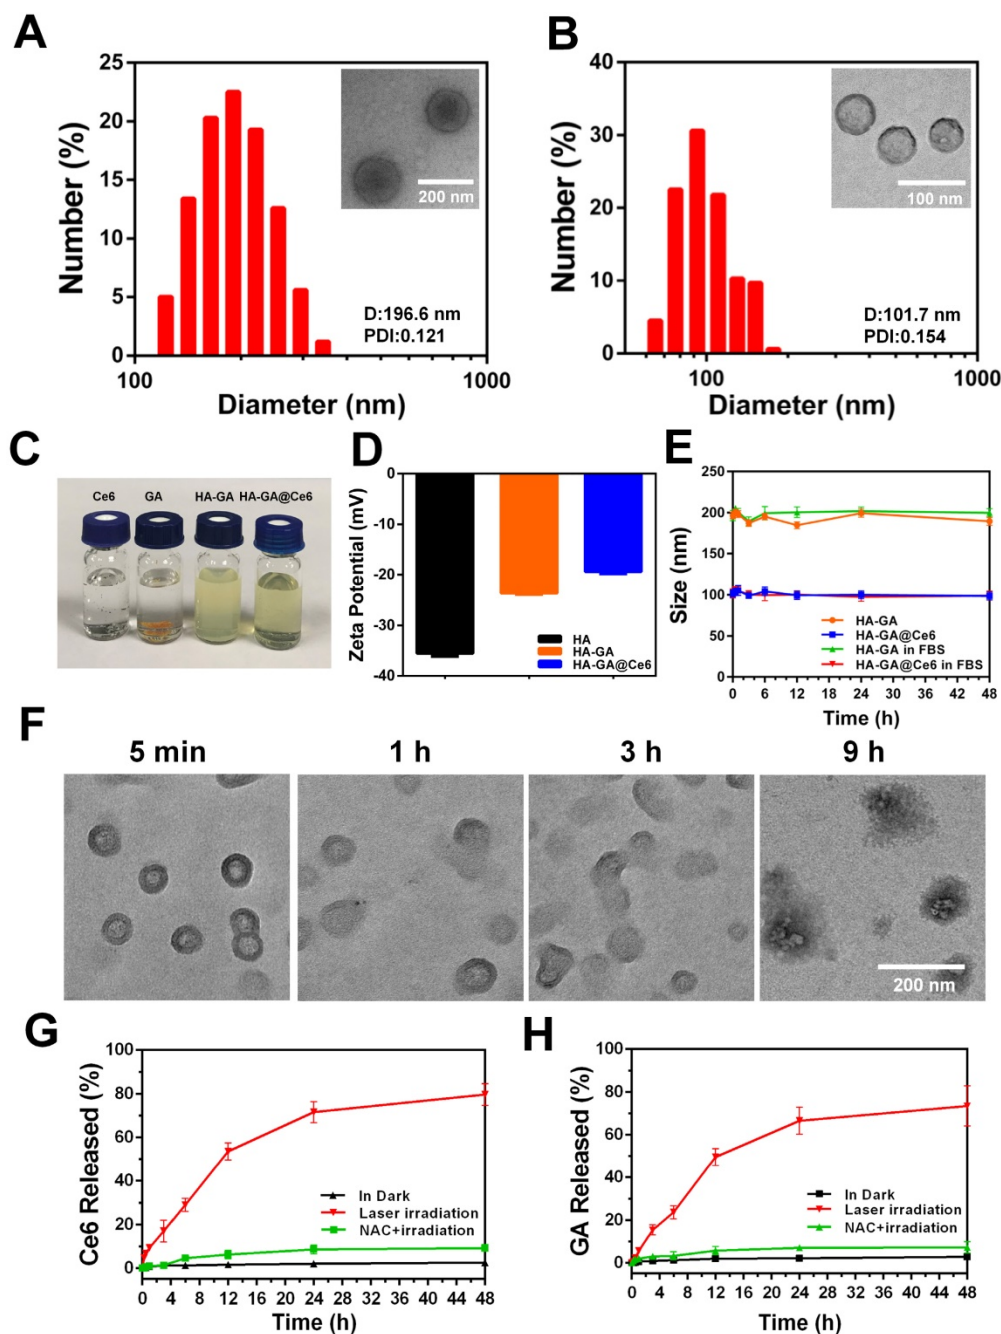 A
B
25
20
15
10
5
0
Number (%)
200 nm
D:196.6 nm
PDI:0.121
100
1000
Diameter (nm)
40
30
20
10
0
Number (%)
100 nm
D:101.7 nm
PDI:0.154
100
1000
Diameter (nm)
C
Ce6 GA HA-GA HA-GA@Ce6
D
0
-10
-20
-30
-40
Zeta Potential (mV)
HA
HA-GA
HA-GA@Ce6
E
250
200
150
100
50
0
Size (nm)
HA-GA
HA-GA@Ce6
HA-GA in FBS
HA-GA@Ce6 in FBS
0 6 12 18 24 30 36 42 48
Time (h)
F
5 min 1 h 3 h 9 h
200 nm
G
100
80
60
40
20
0
Ce6 Released (%)
In Dark
Laser irradiation
NAC+irradiation
0 4 8 12 16 20 24 28 32 36 40 44 48
Time (h)
H
100
80
60
40
20
0
GA Released (%)
In Dark
Laser irradiation
NAC+irradiation
0 4 8 12 16 20 24 28 32 36 40 44 48
Time (h)